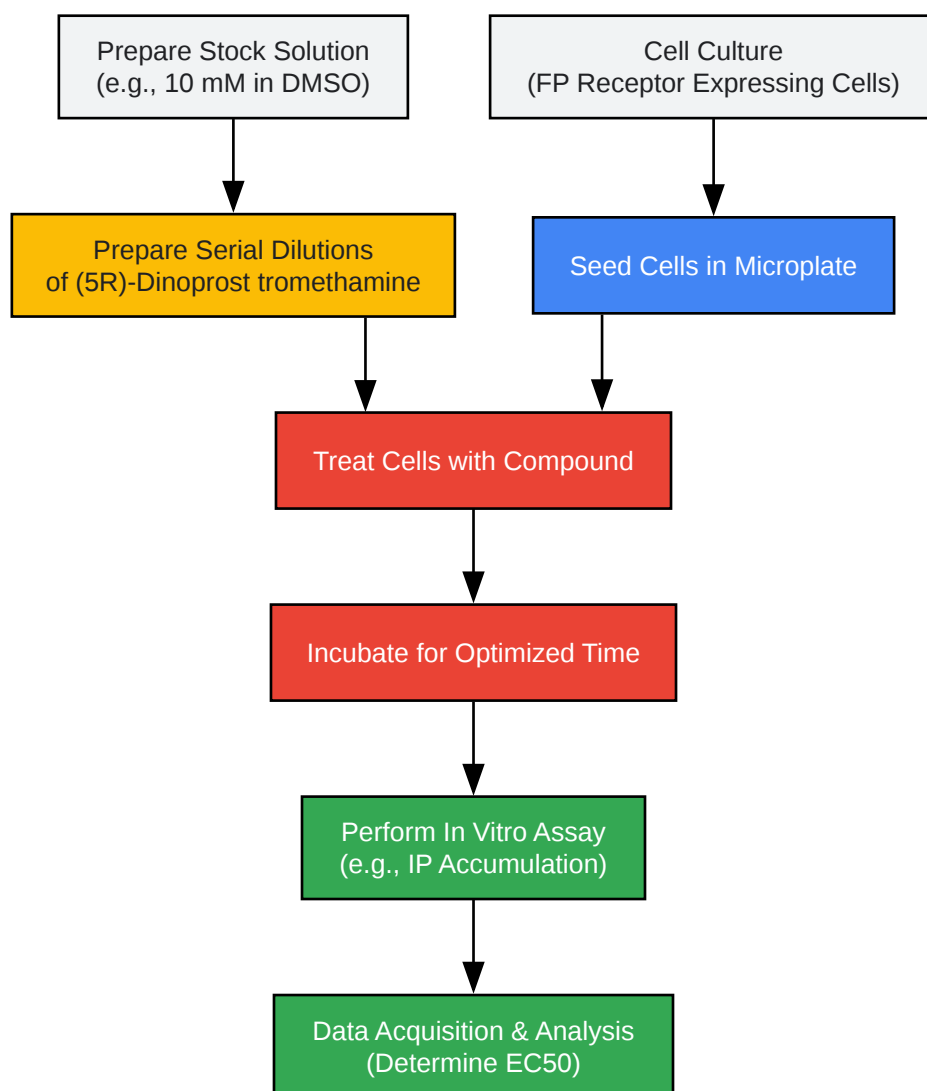 Prepare Stock Solution
(e.g., 10 mM in DMSO)
Cell Culture
(FP Receptor Expressing Cells)
Prepare Serial Dilutions
of (5R)-Dinoprost tromethamine
Seed Cells in Microplate
Treat Cells with Compound
Incubate for Optimized Time
Perform In Vitro Assay
(e.g., IP Accumulation)
Data Acquisition & Analysis
(Determine EC50)